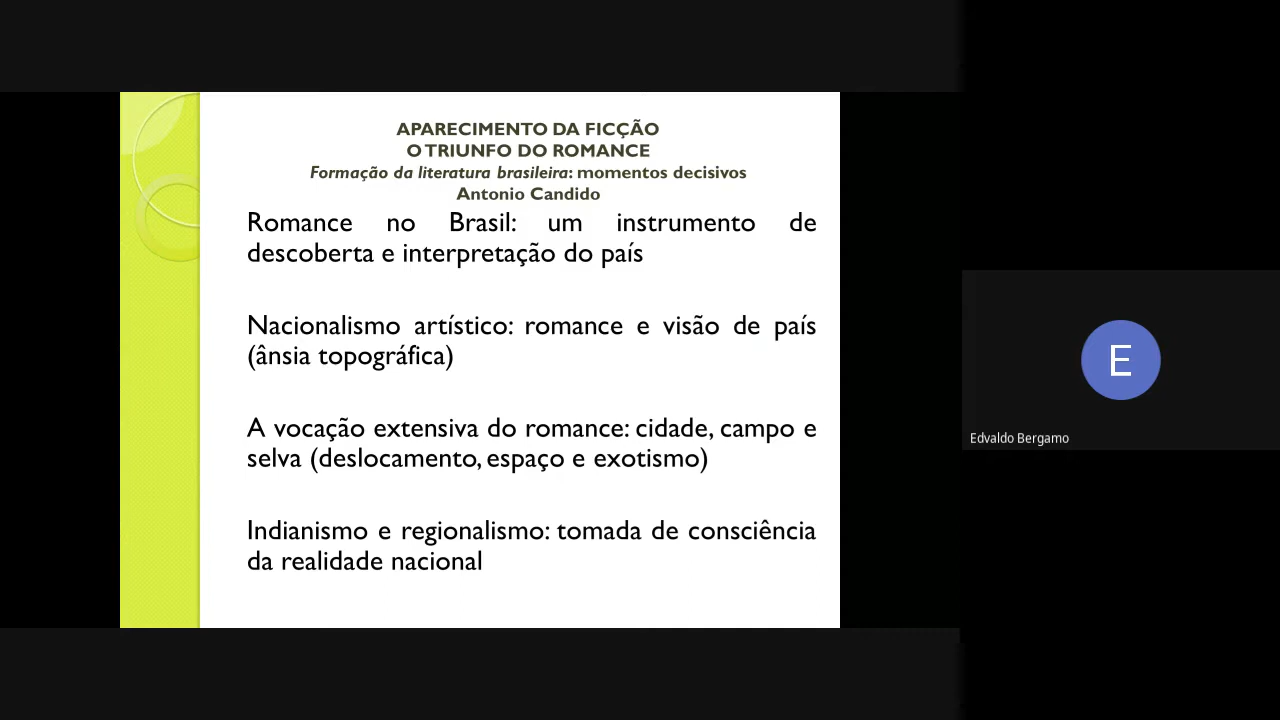 APARECIMENTO DA FICÇÃO
O TRIUNFO DO ROMANCE
Formação da literatura brasileira: momentos decisivos
Antonio Candido
Romance no Brasil: um instrumento de
descoberta e interpretação do país
Nacionalismo artístico: romance e visão de país
(ânsia topográfica)
A vocação extensiva do romance: cidade, campo e
selva (deslocamento, espaço e exotismo)
Indianismo e regionalismo: tomada de consciência
da realidade nacional
E
Edvaldo Bergamo